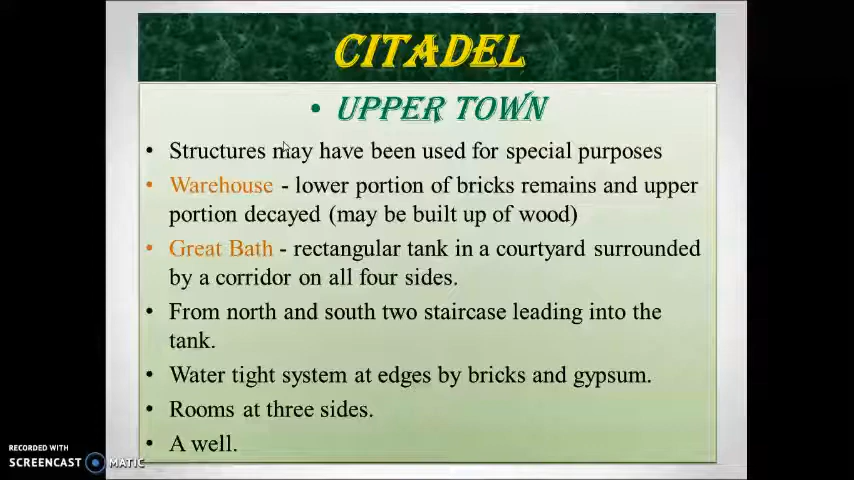 CITADEL
• UPPER TOWN
• Structures may have been used for special purposes
• Warehouse - lower portion of bricks remains and upper
portion decayed (may be built up of wood)
• Great Bath - rectangular tank in a courtyard surrounded
by a corridor on all four sides.
• From north and south two staircase leading into the
tank.
• Water tight system at edges by bricks and gypsum.
• Rooms at three sides.
• A well.
RECORDED WITH
SCREENCAST MATIC